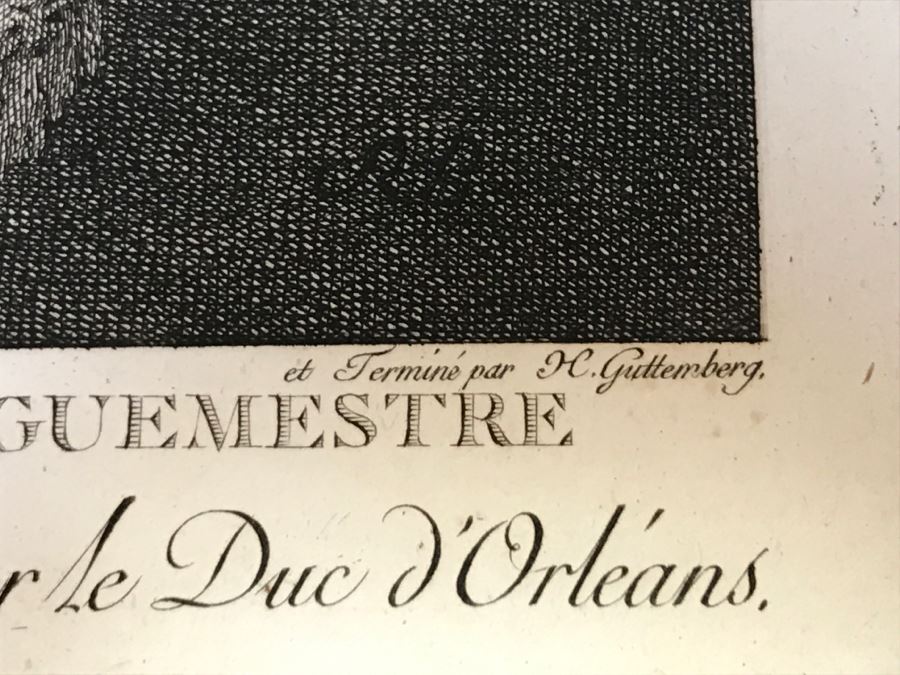 et Terminé par H. Guttemberg.
GUEMESTRE
r le Duc d'Orléans.